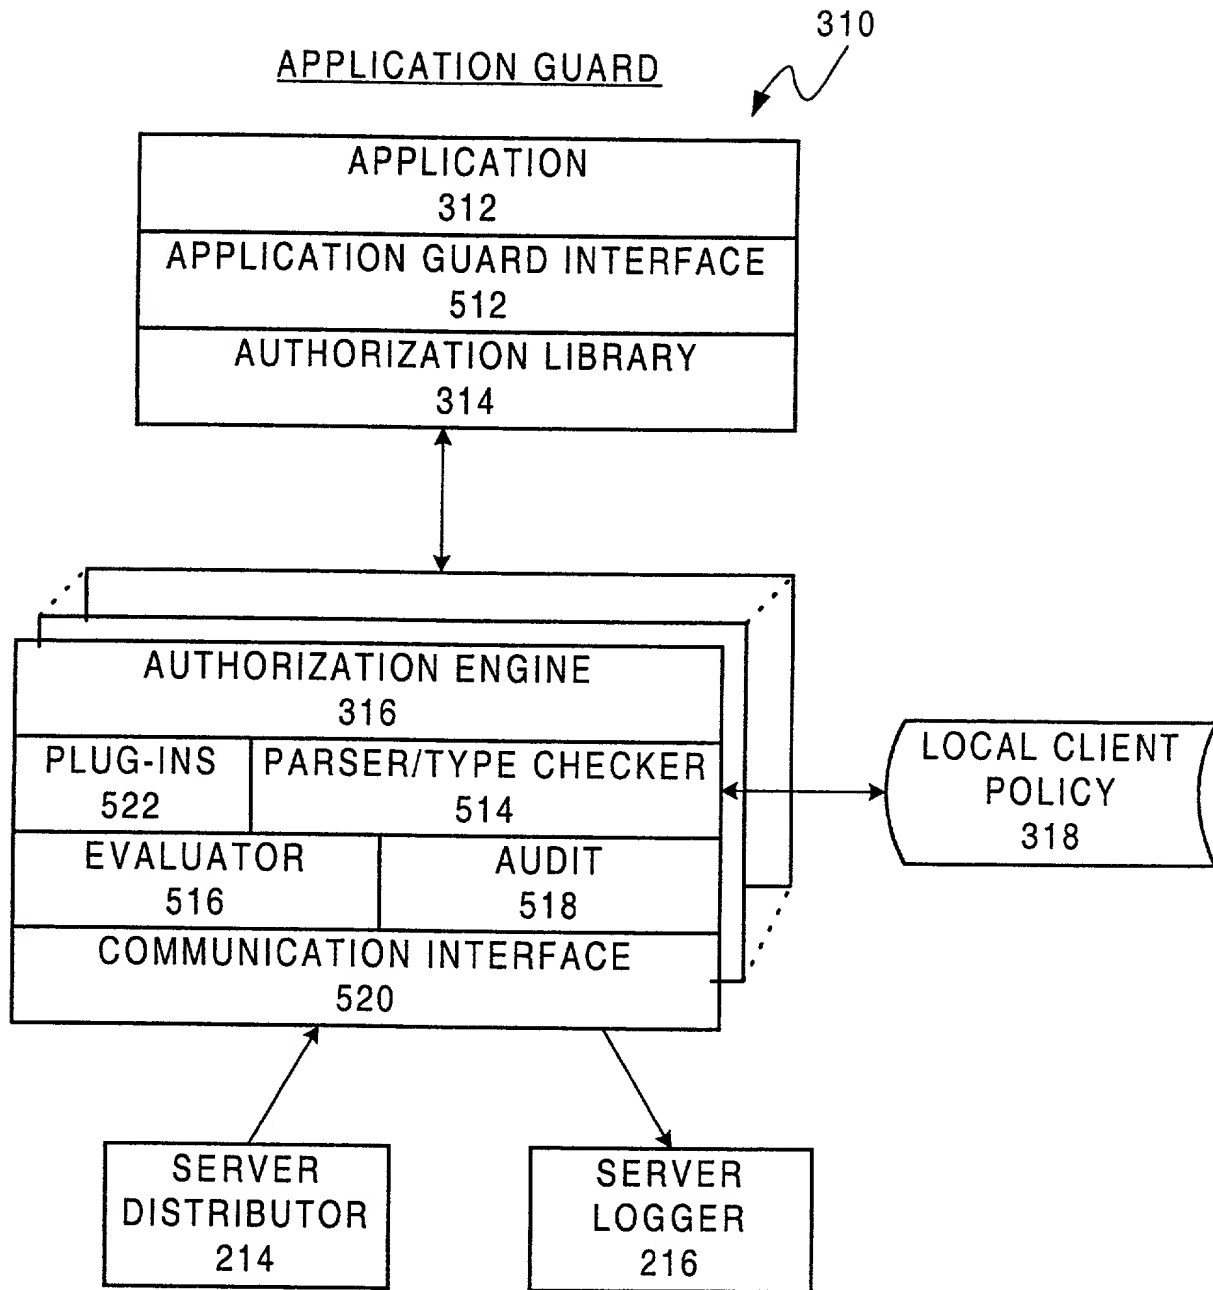 310
APPLICATION GUARD
APPLICATION
312
APPLICATION GUARD INTERFACE
512
AUTHORIZATION LIBRARY
314
AUTHORIZATION ENGINE
316
PLUG-INS
522
PARSER/TYPE CHECKER
514
EVALUATOR
516
AUDIT
518
COMMUNICATION INTERFACE
520
LOCAL CLIENT
POLICY
318
SERVER
DISTRIBUTOR
214
SERVER
LOGGER
216